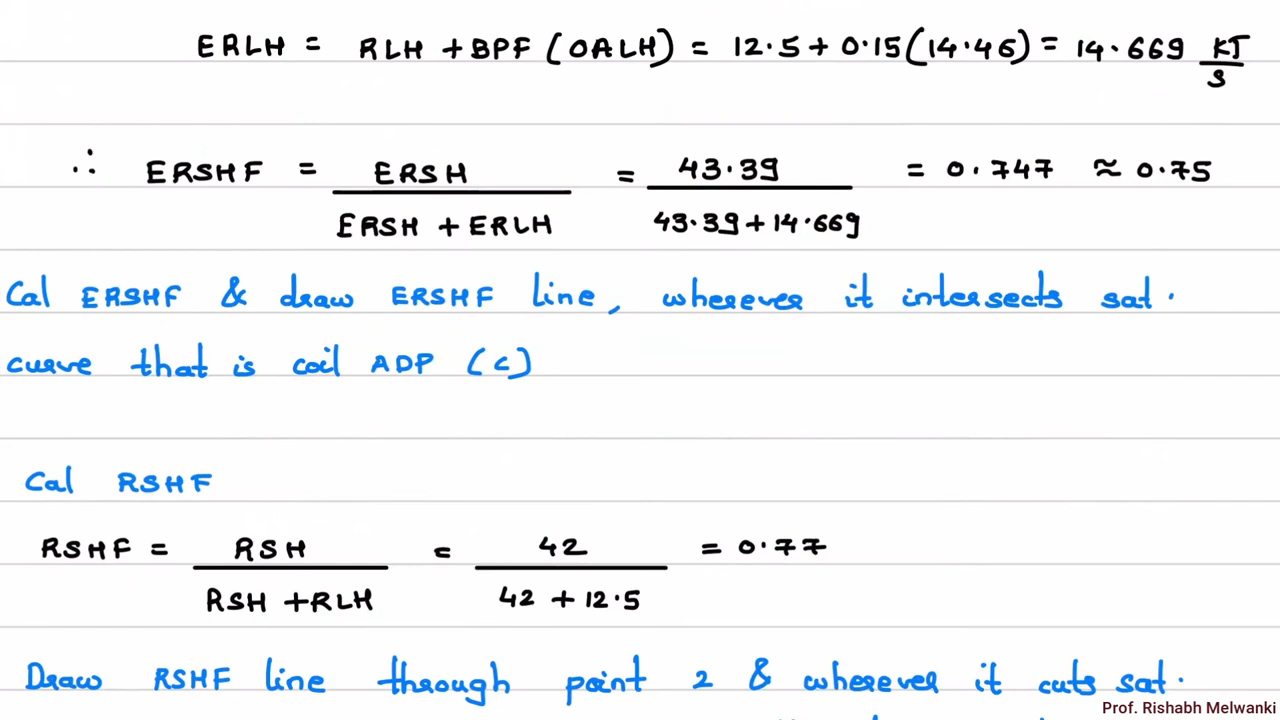 ERLH = RLH + BPF (OALH) = 12.5 + 0.15 (14.46) = 14.669 KJ/s
∴ ERSHF = ERSH / (ERSH + ERLH) = 43.39 / (43.39 + 14.669) = 0.747 ≈ 0.75
Cal ERSHF & draw ERSHF line, wherever it intersects sat.
curve that is coil ADP (c)
Cal RSHF
RSHF = RSH / (RSH + RLH) = 42 / (42 + 12.5) = 0.77
Draw RSHF line through point 2 & wherever it cuts sat.
Prof. Rishabh Melwanki